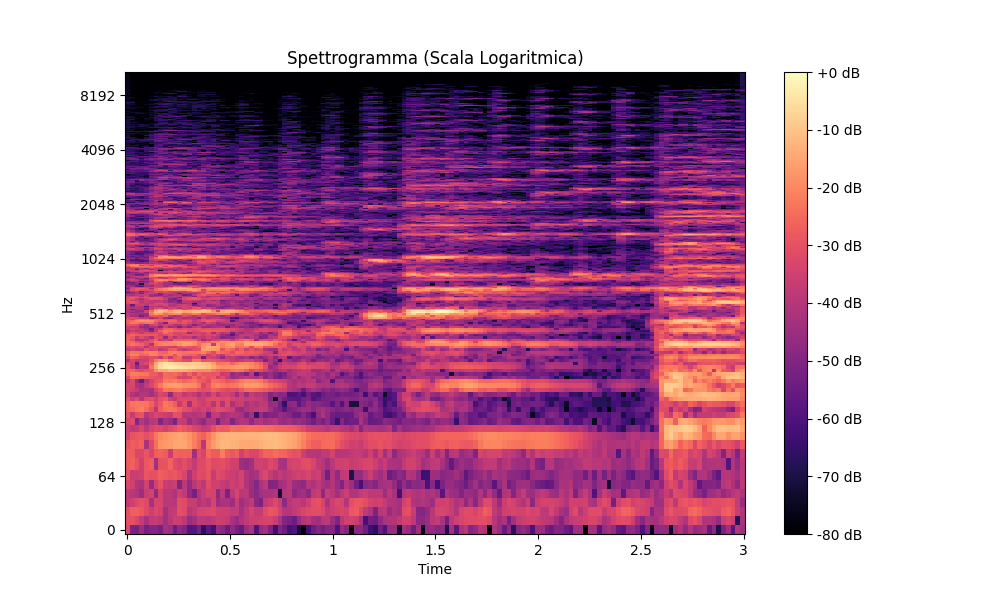 Spettrogramma (Scala Logaritmica)
Hz
8192
4096
2048
1024
512
256
128
64
0
0
0.5
1
1.5
2
2.5
3
Time
+0 dB
-10 dB
-20 dB
-30 dB
-40 dB
-50 dB
-60 dB
-70 dB
-80 dB